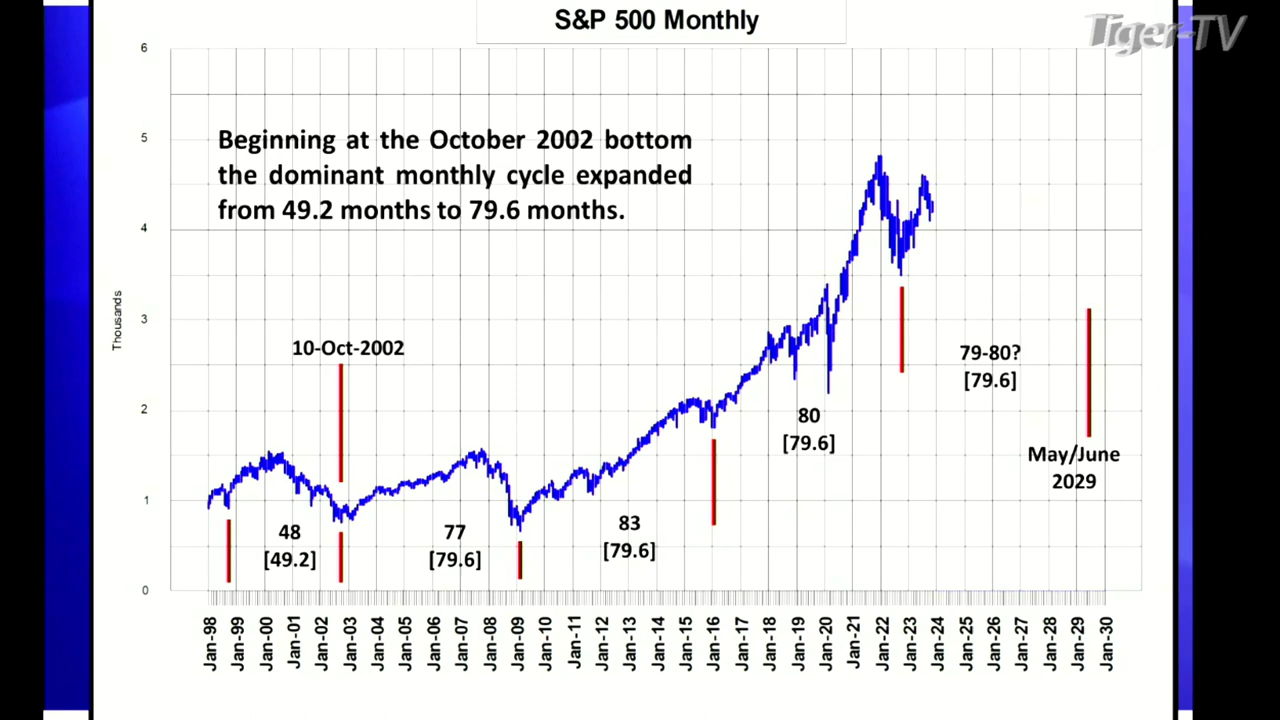 S&P 500 Monthly
Tiger-TV
6
5
4
3
2
1
0
Thousands
Beginning at the October 2002 bottom
the dominant monthly cycle expanded
from 49.2 months to 79.6 months.
10-Oct-2002
79-80?
[79.6]
80
[79.6]
May/June
2029
83
[79.6]
77
[79.6]
48
[49.2]
Jan-98
Jan-99
Jan-00
Jan-01
Jan-02
Jan-03
Jan-04
Jan-05
Jan-06
Jan-07
Jan-08
Jan-09
Jan-10
Jan-11
Jan-12
Jan-13
Jan-14
Jan-15
Jan-16
Jan-17
Jan-18
Jan-19
Jan-20
Jan-21
Jan-22
Jan-23
Jan-24
Jan-25
Jan-26
Jan-27
Jan-28
Jan-29
Jan-30